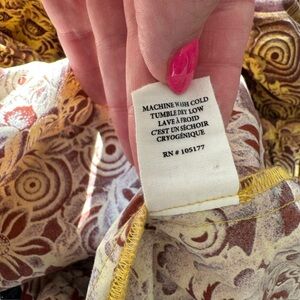 MACHINE WASH COLD
TUMBLE DRY LOW
LAVE À FROID
C'EST UN SÉCHOIR
CRYOGÉNIQUE
RN # 105177